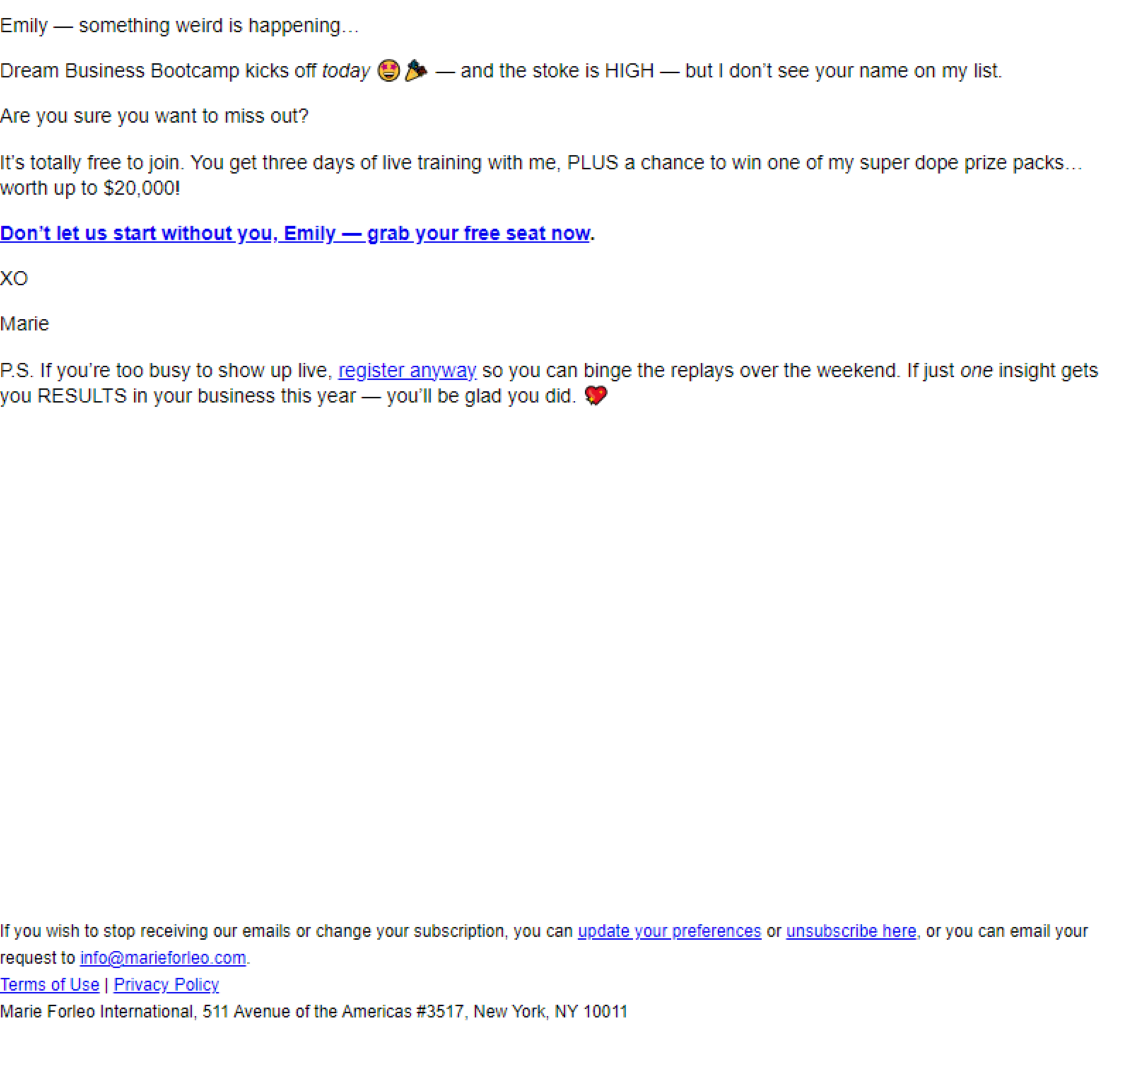 Emily — something weird is happening…
Dream Business Bootcamp kicks off today 🤩🎉 — and the stoke is HIGH — but I don’t see your name on my list.
Are you sure you want to miss out?
It’s totally free to join. You get three days of live training with me, PLUS a chance to win one of my super dope prize packs…
worth up to $20,000!
Don’t let us start without you, Emily — grab your free seat now.
XO
Marie
P.S. If you’re too busy to show up live, register anyway so you can binge the replays over the weekend. If just one insight gets
you RESULTS in your business this year — you’ll be glad you did. 💖
If you wish to stop receiving our emails or change your subscription, you can update your preferences or unsubscribe here, or you can email your
request to info@marieforleo.com.
Terms of Use | Privacy Policy
Marie Forleo International, 511 Avenue of the Americas #3517, New York, NY 10011